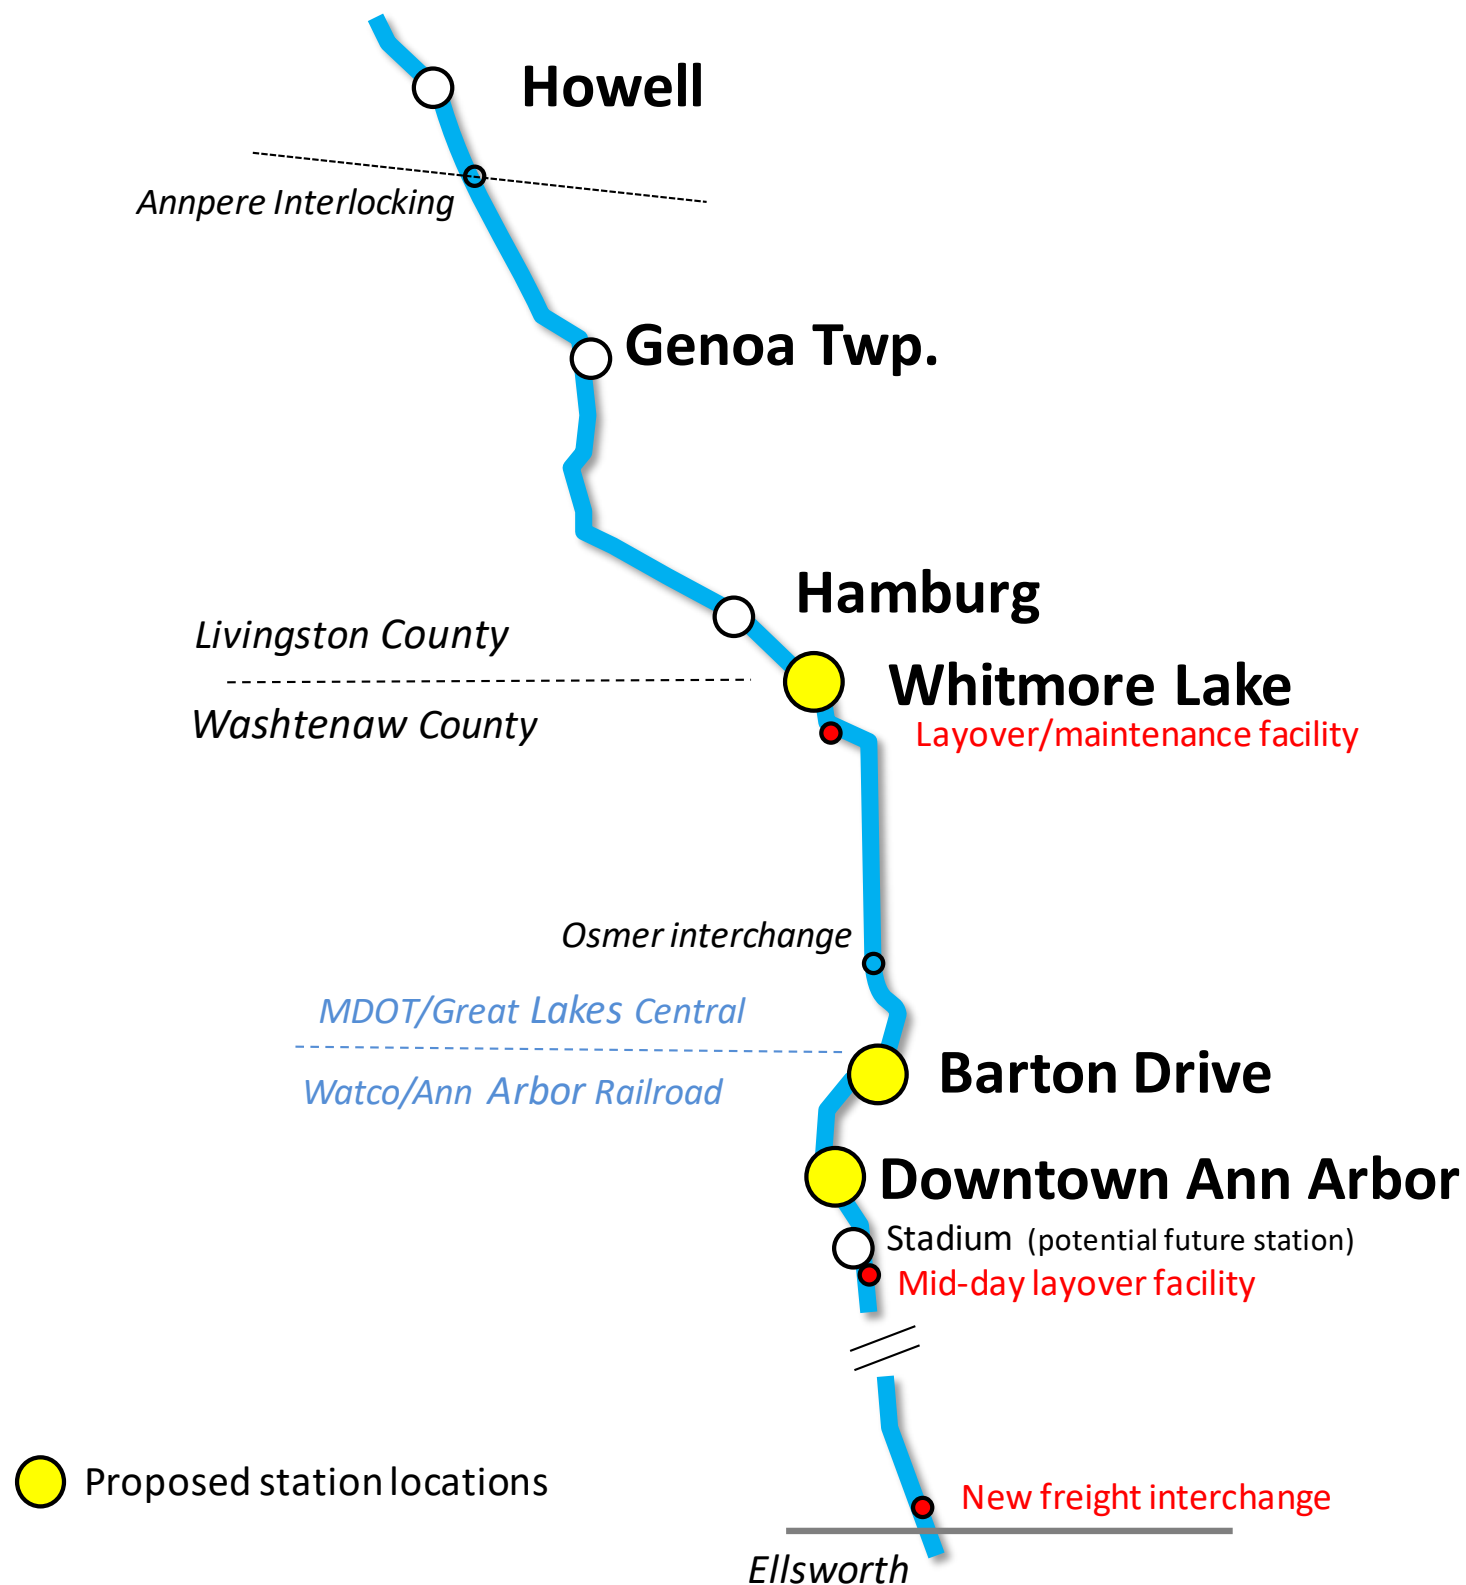 Howell
Annpere Interlocking
Genoa Twp.
Hamburg
Livingston County
Whitmore Lake
Washtenaw County
Layover/maintenance facility
Osmer interchange
MDOT/Great Lakes Central
Barton Drive
Watco/Ann Arbor Railroad
Downtown Ann Arbor
Stadium (potential future station)
Mid-day layover facility
Proposed station locations
New freight interchange
Ellsworth